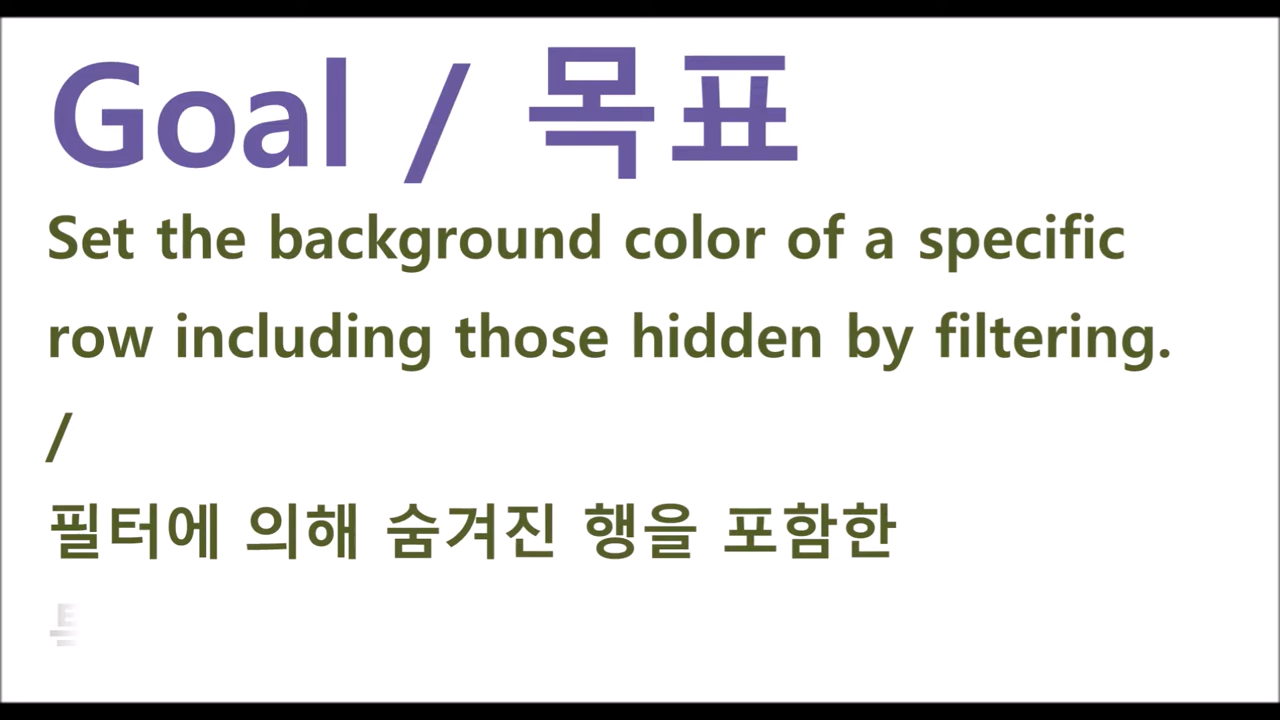 Goal / 목표
Set the background color of a specific
row including those hidden by filtering.
/
필터에 의해 숨겨진 행을 포함한